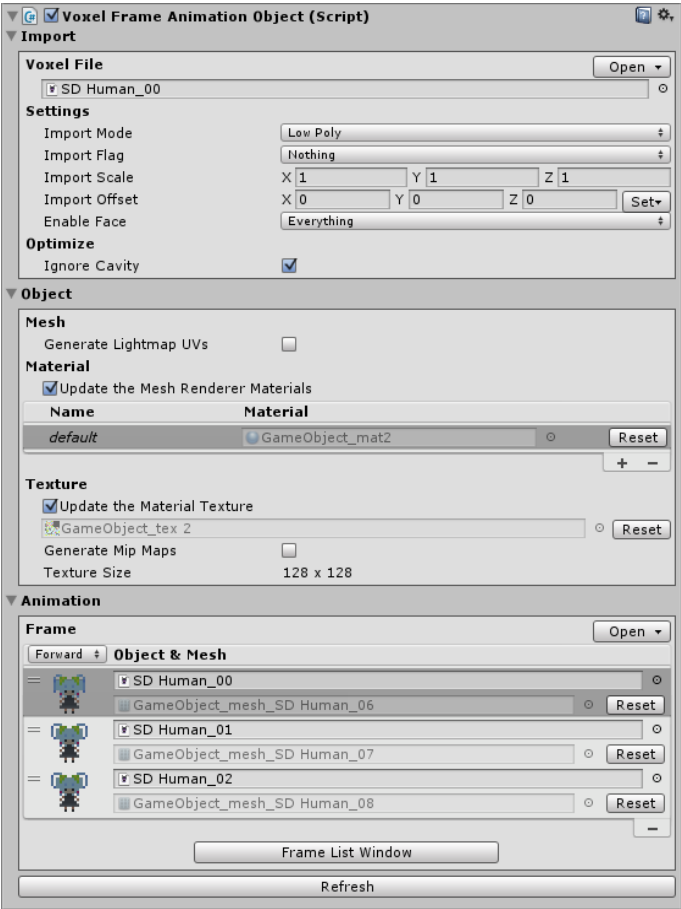 Voxel Frame Animation Object (Script)
Import
Voxel File
Open
SD Human_00
Settings
Import Mode Low Poly
Import Flag Nothing
Import Scale X 1 Y 1 Z 1
Import Offset X 0 Y 0 Z 0 Set
Enable Face Everything
Optimize
Ignore Cavity
Object
Mesh
Generate Lightmap UVs
Material
Update the Mesh Renderer Materials
Name Material
default GameObject_mat2 Reset
+ −
Texture
Update the Material Texture
GameObject_tex 2 Reset
Generate Mip Maps
Texture Size 128 x 128
Animation
Frame Open
Forward Object & Mesh
SD Human_00
GameObject_mesh_SD Human_06 Reset
SD Human_01
GameObject_mesh_SD Human_07 Reset
SD Human_02
GameObject_mesh_SD Human_08 Reset
−
Frame List Window
Refresh